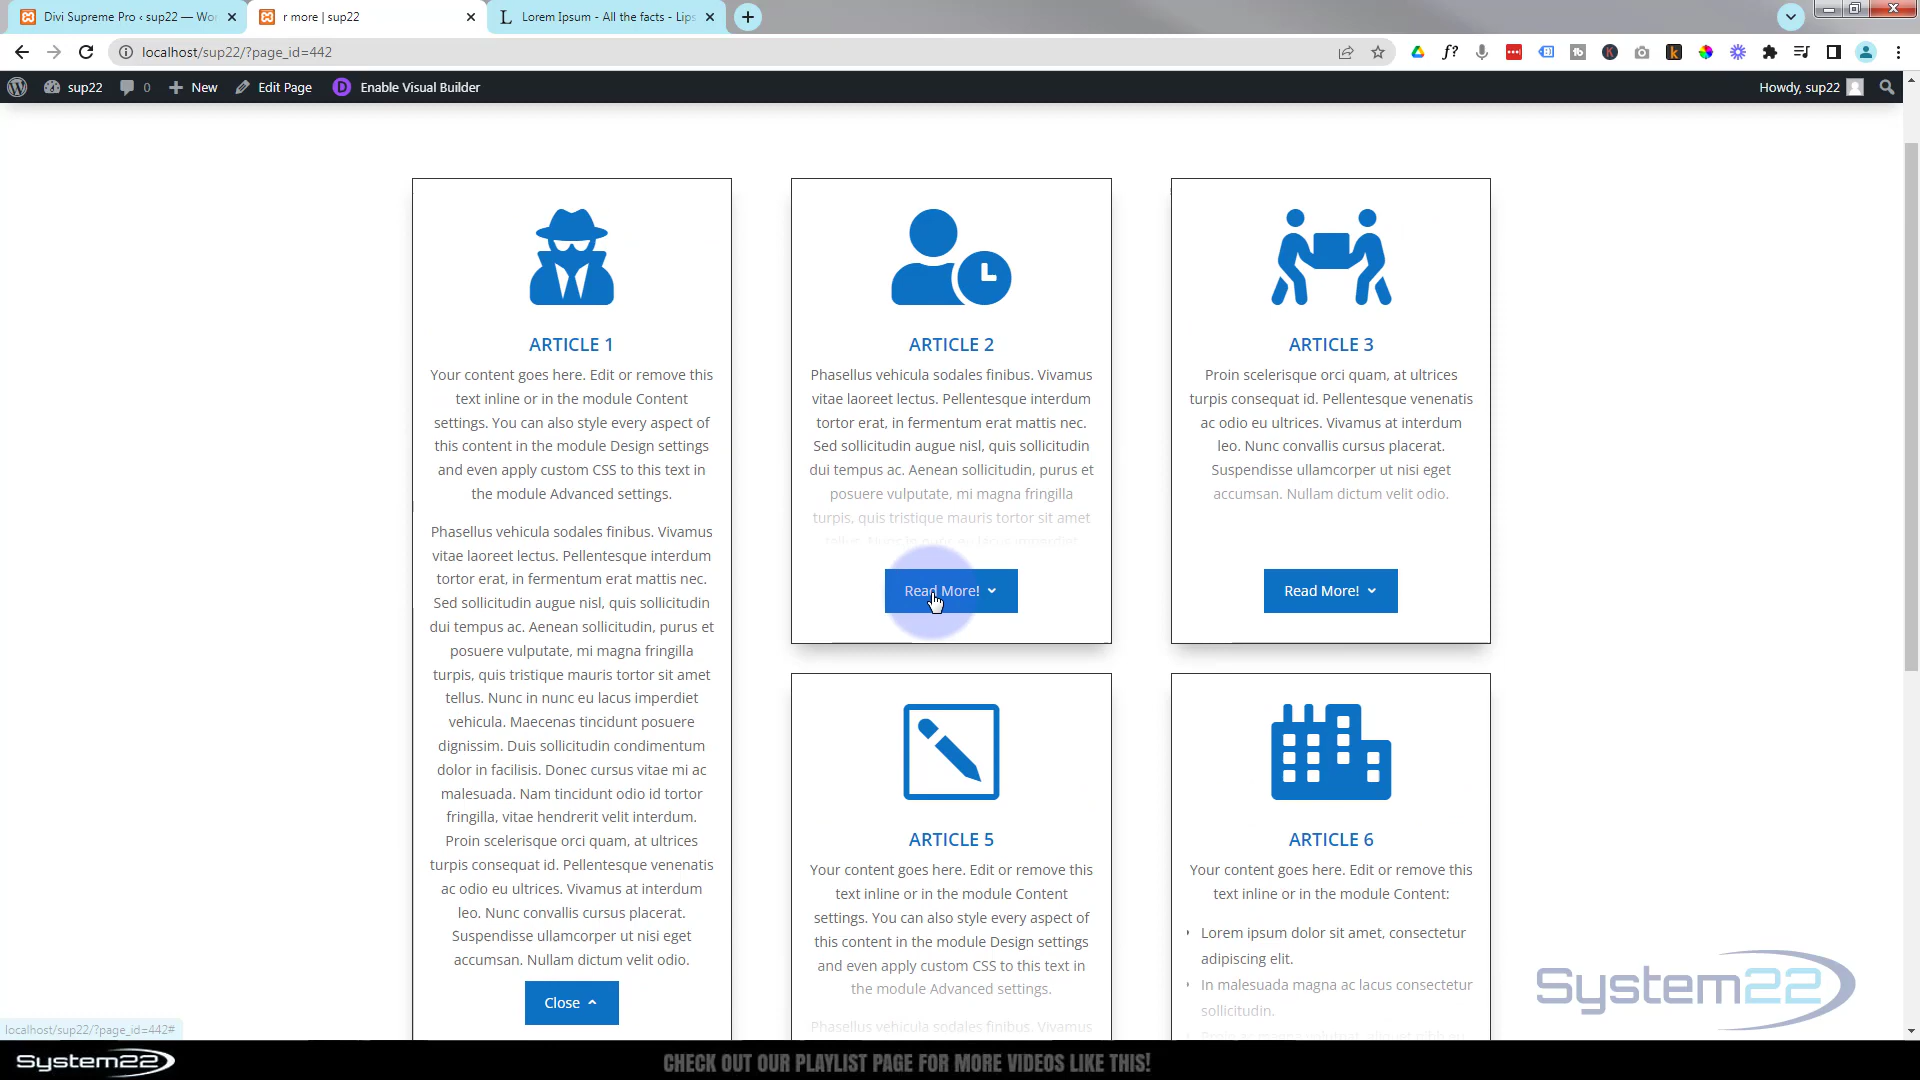 Divi Supreme Pro ‹ sup22 — Wor
r more | sup22
Lorem Ipsum - All the facts - Lips
localhost/sup22/?page_id=442
sup22
0
New
Edit Page
Enable Visual Builder
Howdy, sup22
ARTICLE 1
Your content goes here. Edit or remove this
text inline or in the module Content
settings. You can also style every aspect of
this content in the module Design settings
and even apply custom CSS to this text in
the module Advanced settings.
Phasellus vehicula sodales finibus. Vivamus
vitae laoreet lectus. Pellentesque interdum
tortor erat, in fermentum erat mattis nec.
Sed sollicitudin augue nisl, quis sollicitudin
dui tempus ac. Aenean sollicitudin, purus et
posuere vulputate, mi magna fringilla
turpis, quis tristique mauris tortor sit amet
tellus. Nunc in nunc eu lacus imperdiet
vehicula. Maecenas tincidunt posuere
dignissim. Duis sollicitudin condimentum
dolor in facilisis. Donec cursus vitae mi ac
malesuada. Nam tincidunt odio id tortor
fringilla, vitae hendrerit velit interdum.
Proin scelerisque orci quam, at ultrices
turpis consequat id. Pellentesque venenatis
ac odio eu ultrices. Vivamus at interdum
leo. Nunc convallis cursus placerat.
Suspendisse ullamcorper ut nisi eget
accumsan. Nullam dictum velit odio.
Close
ARTICLE 2
Phasellus vehicula sodales finibus. Vivamus
vitae laoreet lectus. Pellentesque interdum
tortor erat, in fermentum erat mattis nec.
Sed sollicitudin augue nisl, quis sollicitudin
dui tempus ac. Aenean sollicitudin, purus et
posuere vulputate, mi magna fringilla
turpis, quis tristique mauris tortor sit amet
tellus. Nunc in nunc eu lacus imperdiet
Read More!
ARTICLE 3
Proin scelerisque orci quam, at ultrices
turpis consequat id. Pellentesque venenatis
ac odio eu ultrices. Vivamus at interdum
leo. Nunc convallis cursus placerat.
Suspendisse ullamcorper ut nisi eget
accumsan. Nullam dictum velit odio.
Read More!
ARTICLE 5
Your content goes here. Edit or remove this
text inline or in the module Content
settings. You can also style every aspect of
this content in the module Design settings
and even apply custom CSS to this text in
the module Advanced settings.
Phasellus vehicula sodales finibus. Vivamus
ARTICLE 6
Your content goes here. Edit or remove this
text inline or in the module Content:
Lorem ipsum dolor sit amet, consectetur
adipiscing elit.
In malesuada magna ac lacus consectetur
sollicitudin.
System22
localhost/sup22/?page_id=442#
System22
CHECK OUT OUR PLAYLIST PAGE FOR MORE VIDEOS LIKE THIS!